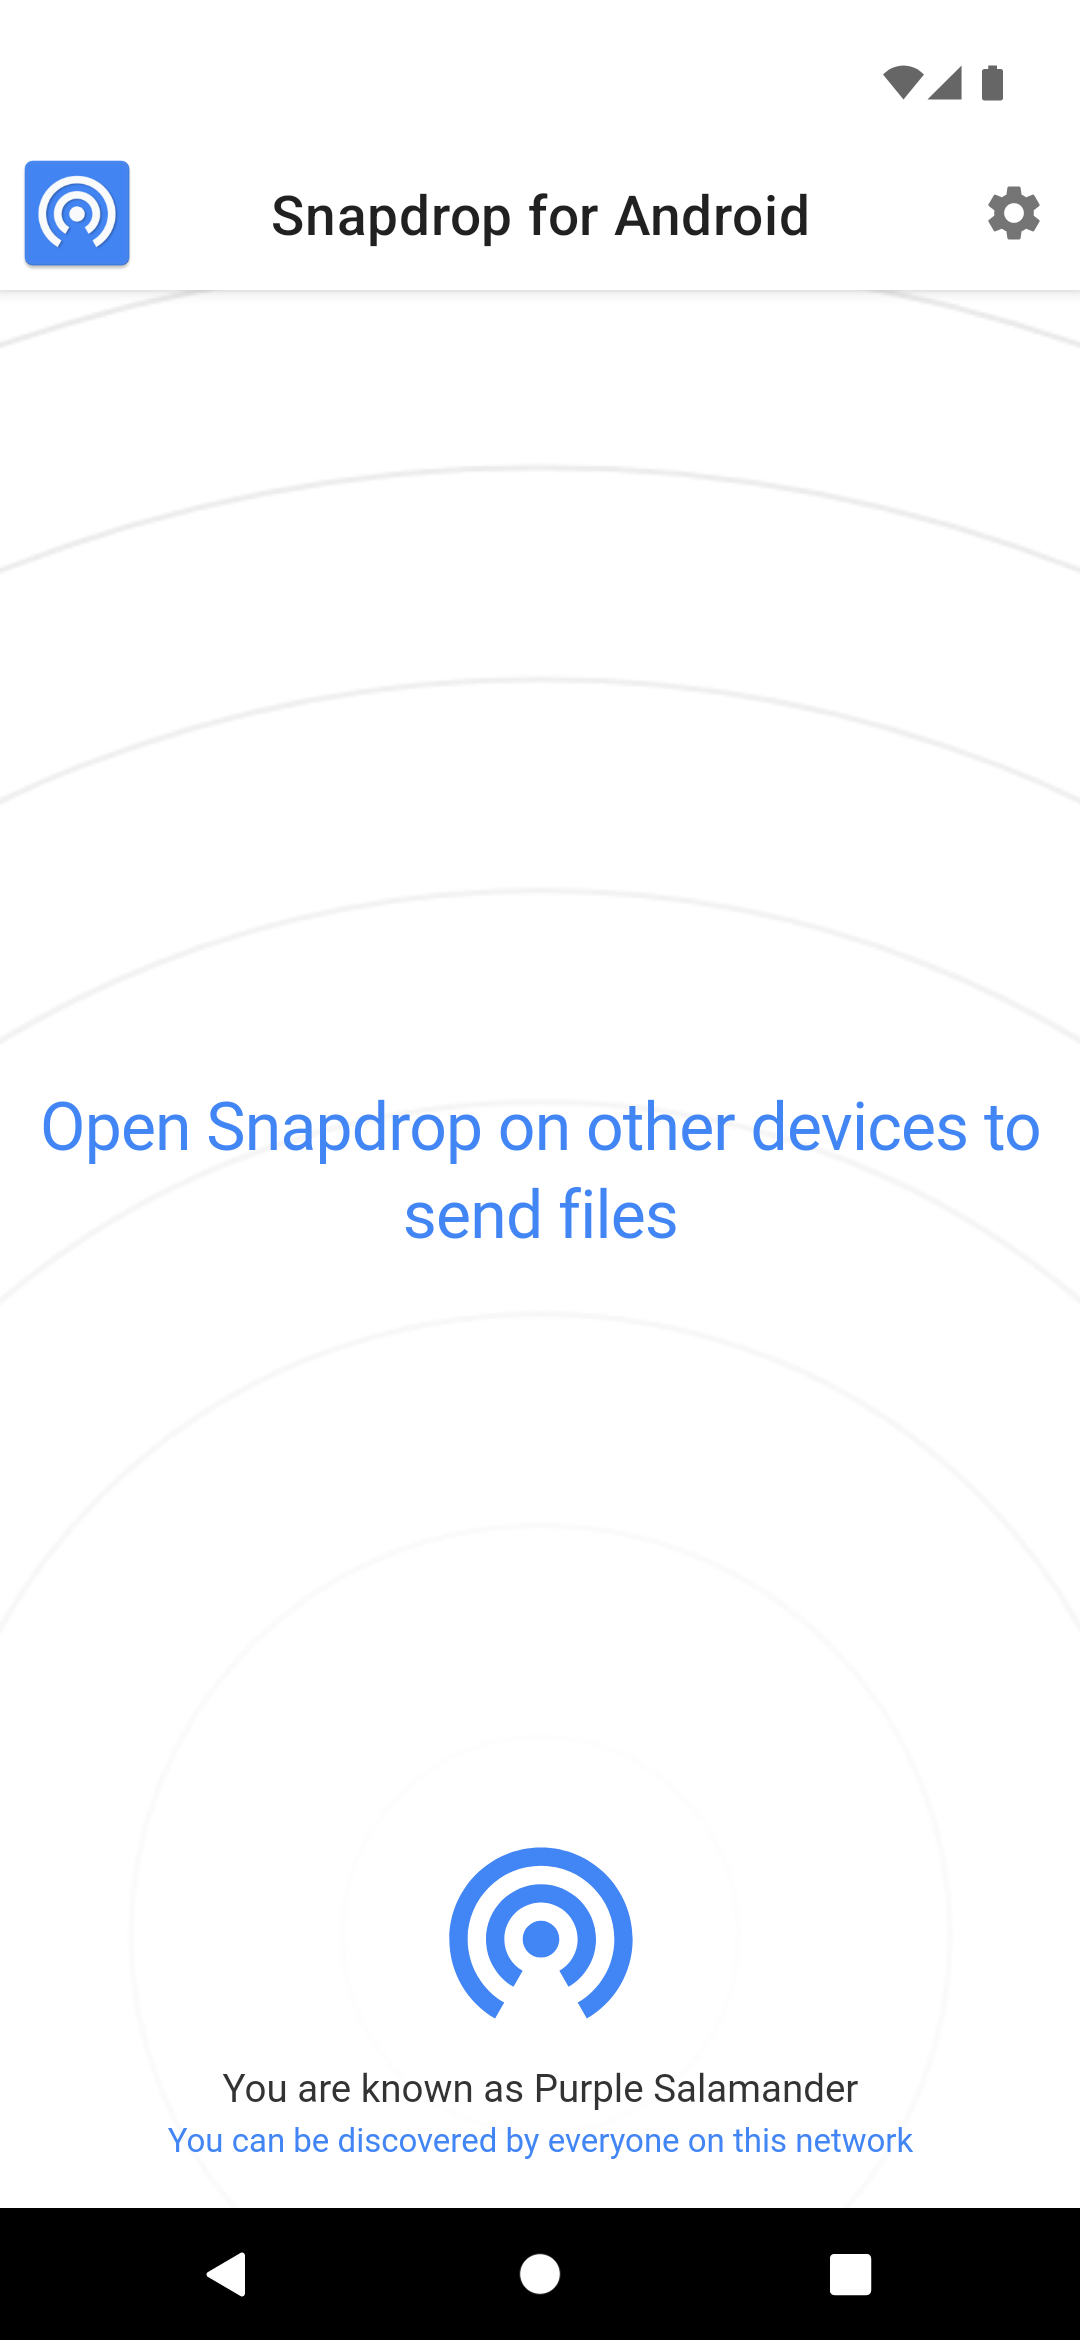 Snapdrop for Android
Open Snapdrop on other devices to
send files
You are known as Purple Salamander
You can be discovered by everyone on this network